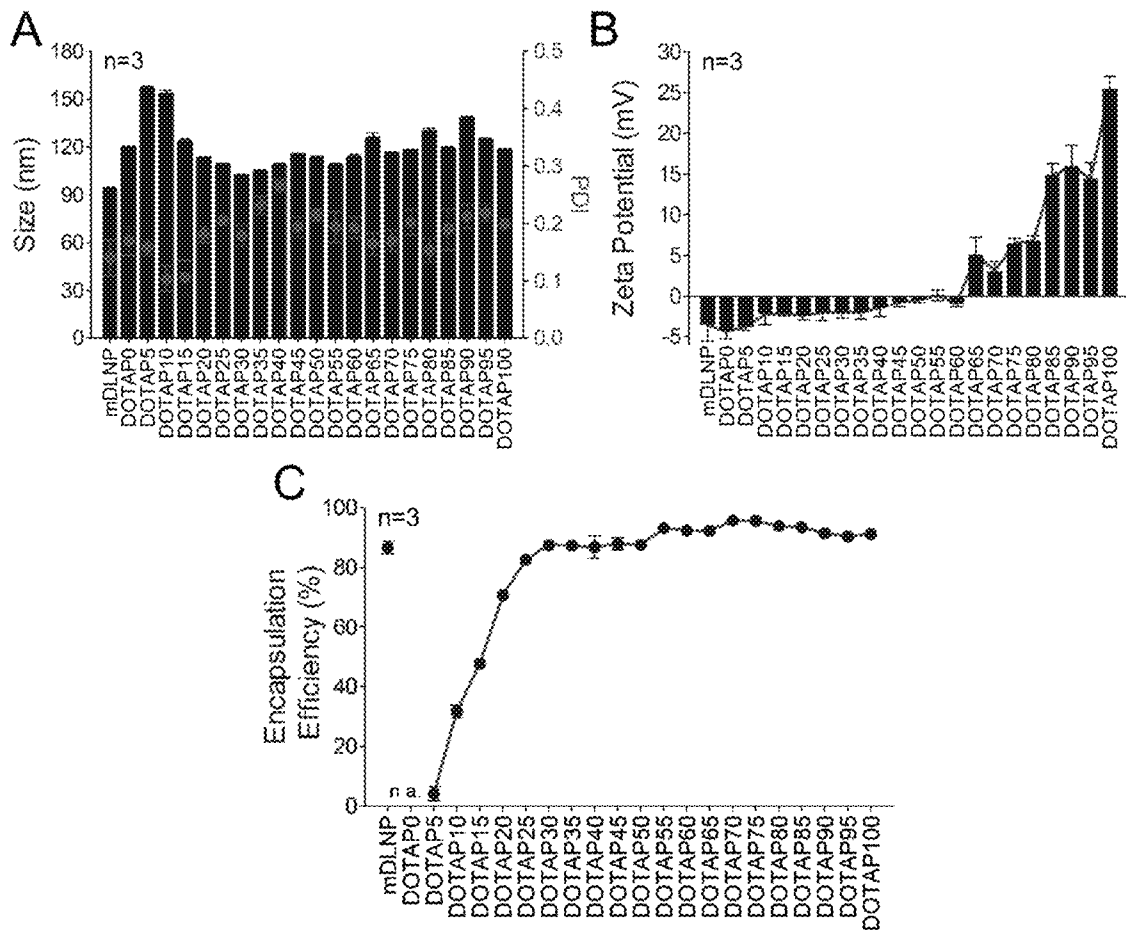 A
180
150
120
90
60
30
0
Size (nm)
n=3
0.5
0.4
0.3
0.2
0.1
0.0
PDI
mDLNP
DOTAP0
DOTAP5
DOTAP10
DOTAP15
DOTAP20
DOTAP25
DOTAP30
DOTAP35
DOTAP40
DOTAP45
DOTAP50
DOTAP55
DOTAP60
DOTAP65
DOTAP70
DOTAP75
DOTAP80
DOTAP85
DOTAP90
DOTAP95
DOTAP100
B
30
25
20
15
10
5
0
-5
Zeta Potential (mV)
n=3
mDLNP
DOTAP0
DOTAP5
DOTAP10
DOTAP15
DOTAP20
DOTAP25
DOTAP30
DOTAP35
DOTAP40
DOTAP45
DOTAP50
DOTAP55
DOTAP60
DOTAP65
DOTAP70
DOTAP75
DOTAP80
DOTAP85
DOTAP90
DOTAP95
DOTAP100
C
100
80
60
40
20
0
Encapsulation
Efficiency (%)
n=3
n.a.
mDLNP
DOTAP0
DOTAP5
DOTAP10
DOTAP15
DOTAP20
DOTAP25
DOTAP30
DOTAP35
DOTAP40
DOTAP45
DOTAP50
DOTAP55
DOTAP60
DOTAP65
DOTAP70
DOTAP75
DOTAP80
DOTAP85
DOTAP90
DOTAP95
DOTAP100